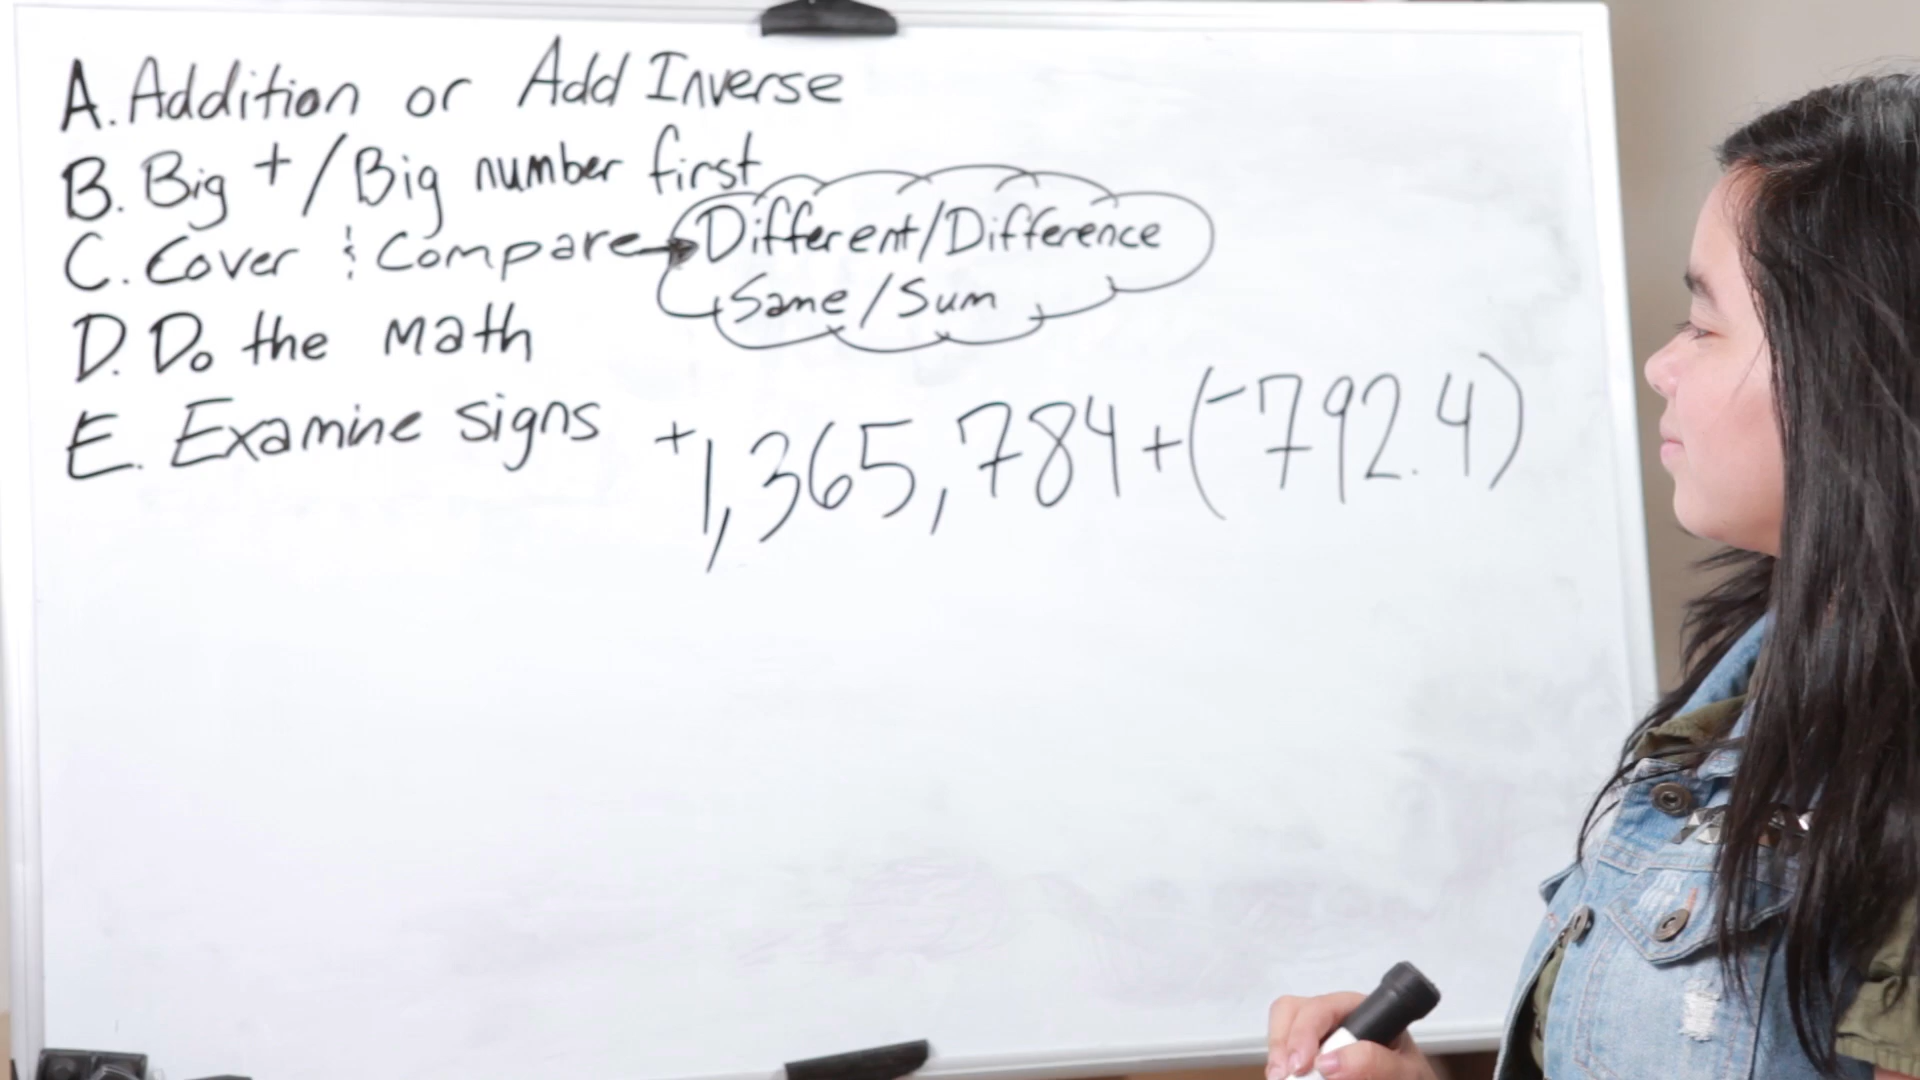 A. Addition or Add Inverse
B. Big + / Big number first
C. Cover & Compare → Different/Difference
Same/Sum
D. Do the math
E. Examine signs
+1,365,784+(-792.4)